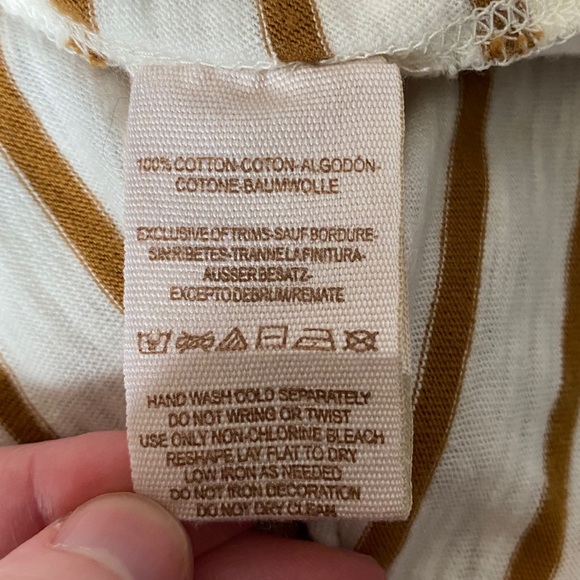 100% COTTON-COTON-ALGODÓN-
COTONE-BAUMWOLLE
EXCLUSIVE OF TRIMS-SAUF BORDURE-
SIN RIBETES-TRANNE LA FINITURA-
AUSSER BESATZ-
EXCEPTO DEBRUM/REMATE
HAND WASH COLD SEPARATELY
DO NOT WRING OR TWIST
USE ONLY NON-CHLORINE BLEACH
RESHAPE LAY FLAT TO DRY
LOW IRON AS NEEDED
DO NOT IRON DECORATION
DO NOT DRY CLEAN